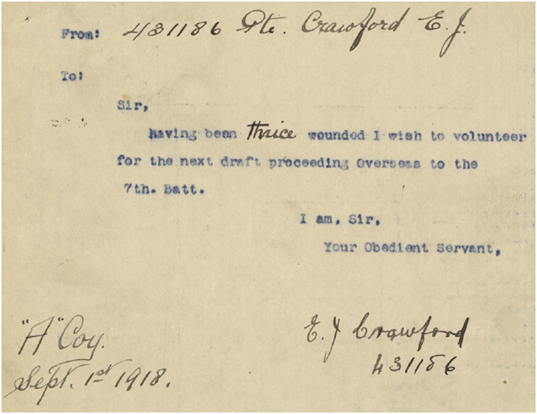 From: 431186 Pte. Crawford E. J.
To:
Sir,
Having been thrice wounded I wish to volunteer
for the next draft proceeding Overseas to the
7th. Batt.
I am, Sir,
Your Obedient Servant,
E. J Crawford
431186
"A" Coy.
Sept. 1st 1918.